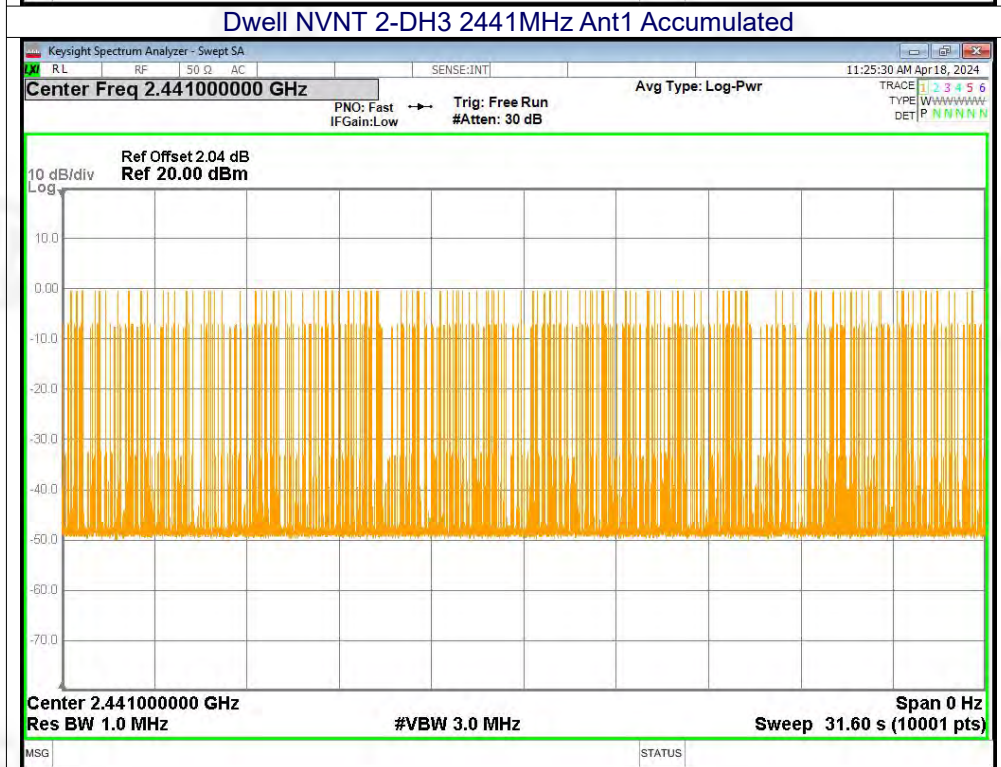 Dwell NVNT 2-DH3 2441MHz Ant1 Accumulated
Keysight Spectrum Analyzer - Swept SA
LXI RL RF 50 Ω AC SENSE:INT 11:25:30 AM Apr 18, 2024
Center Freq 2.441000000 GHz Avg Type: Log-Pwr TRACE 1 2 3 4 5 6
PNO: Fast Trig: Free Run TYPE WWWWWWW
IFGain:Low #Atten: 30 dB DET P N N N N N
Ref Offset 2.04 dB
10 dB/div Ref 20.00 dBm
Log
10.0
0.00
-10.0
-20.0
-30.0
-40.0
-50.0
-60.0
-70.0
Center 2.441000000 GHz Span 0 Hz
Res BW 1.0 MHz #VBW 3.0 MHz Sweep 31.60 s (10001 pts)
MSG STATUS